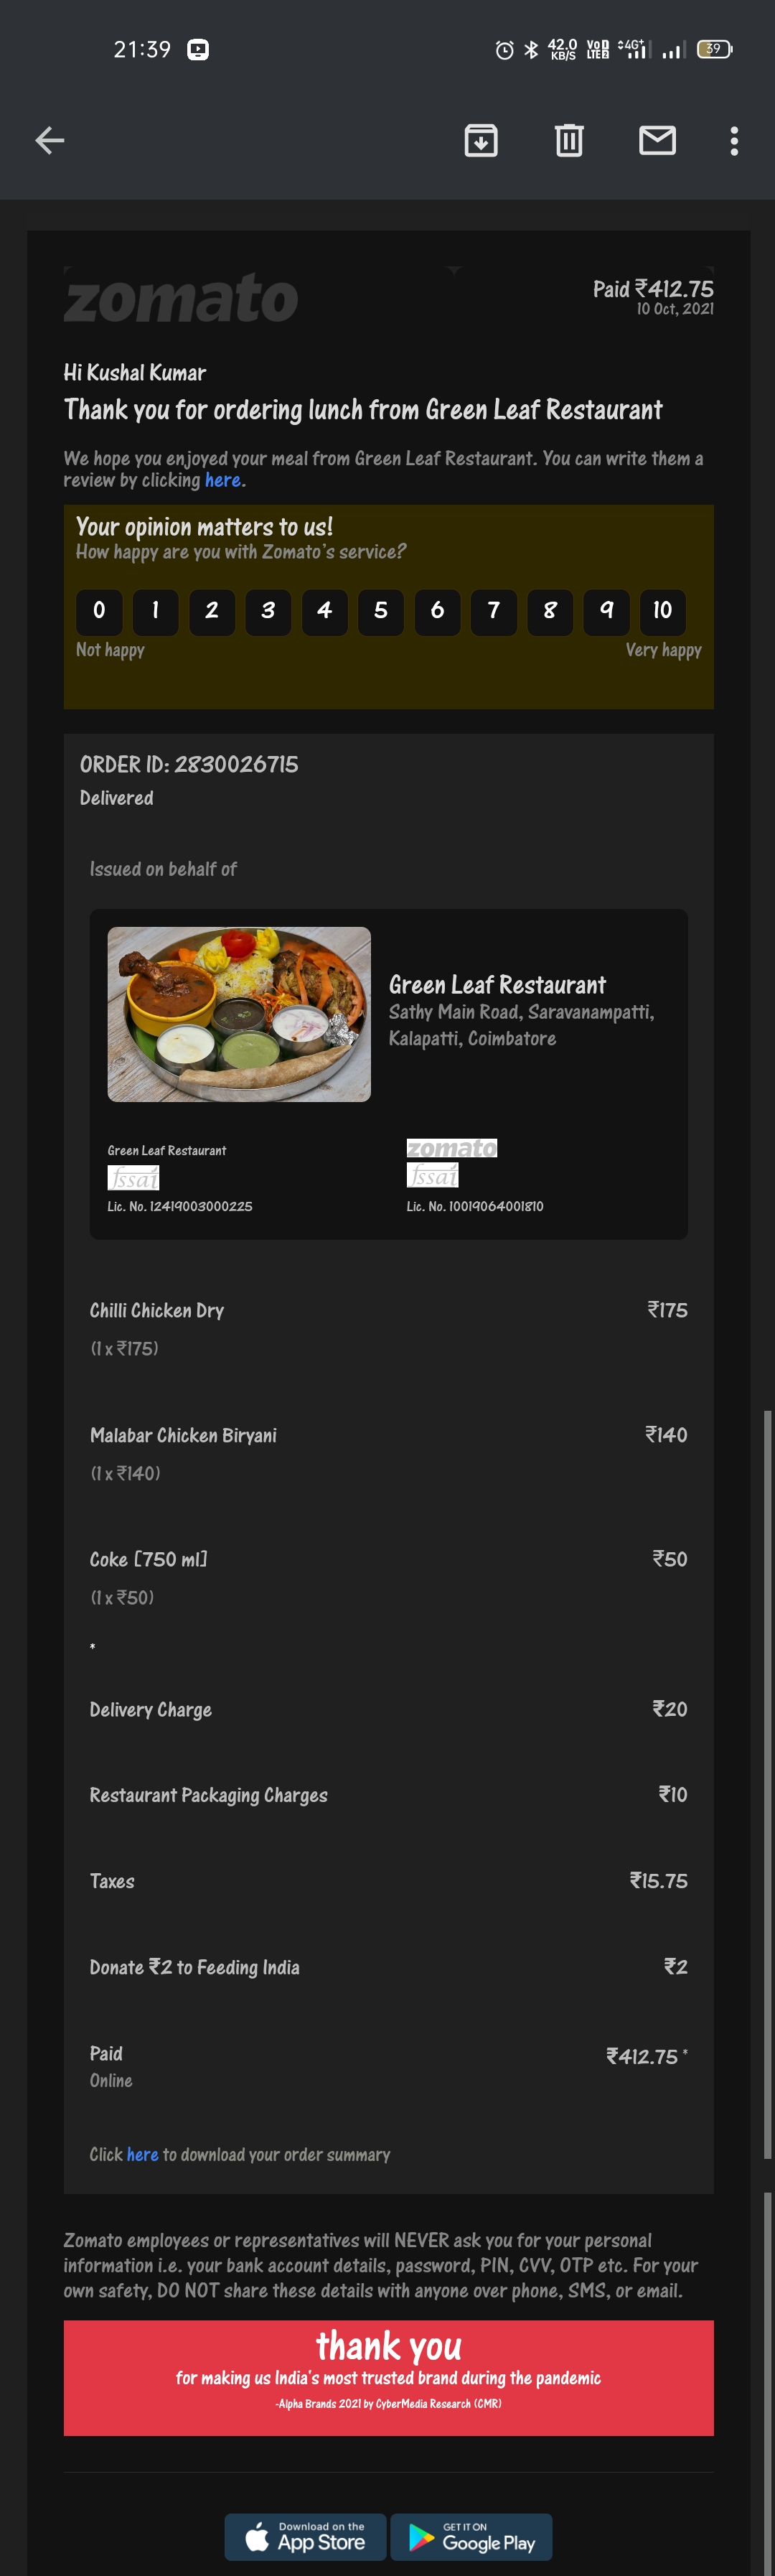 21:39
42.0 KB/S VoD LTE2 4G+ 39
zomato
Paid ₹412.75
10 Oct, 2021
Hi Kushal Kumar
Thank you for ordering lunch from Green Leaf Restaurant
We hope you enjoyed your meal from Green Leaf Restaurant. You can write them a
review by clicking here.
Your opinion matters to us!
How happy are you with Zomato's service?
0 1 2 3 4 5 6 7 8 9 10
Not happy Very happy
ORDER ID: 2830026715
Delivered
Issued on behalf of
Green Leaf Restaurant
Sathy Main Road, Saravanampatti,
Kalapatti, Coimbatore
Green Leaf Restaurant
fssai
Lic. No. 12419003000225
zomato
fssai
Lic. No. 10019064001810
Chilli Chicken Dry ₹175
(1 x ₹175)
Malabar Chicken Biryani ₹140
(1 x ₹140)
Coke [750 ml] ₹50
(1 x ₹50)
*
Delivery Charge ₹20
Restaurant Packaging Charges ₹10
Taxes ₹15.75
Donate ₹2 to Feeding India ₹2
Paid ₹412.75 *
Online
Click here to download your order summary
Zomato employees or representatives will NEVER ask you for your personal
information i.e. your bank account details, password, PIN, CVV, OTP etc. For your
own safety, DO NOT share these details with anyone over phone, SMS, or email.
thank you
for making us India's most trusted brand during the pandemic
-Alpha Brands 2021 by CyberMedia Research (CMR)
Download on the
App Store
GET IT ON
Google Play